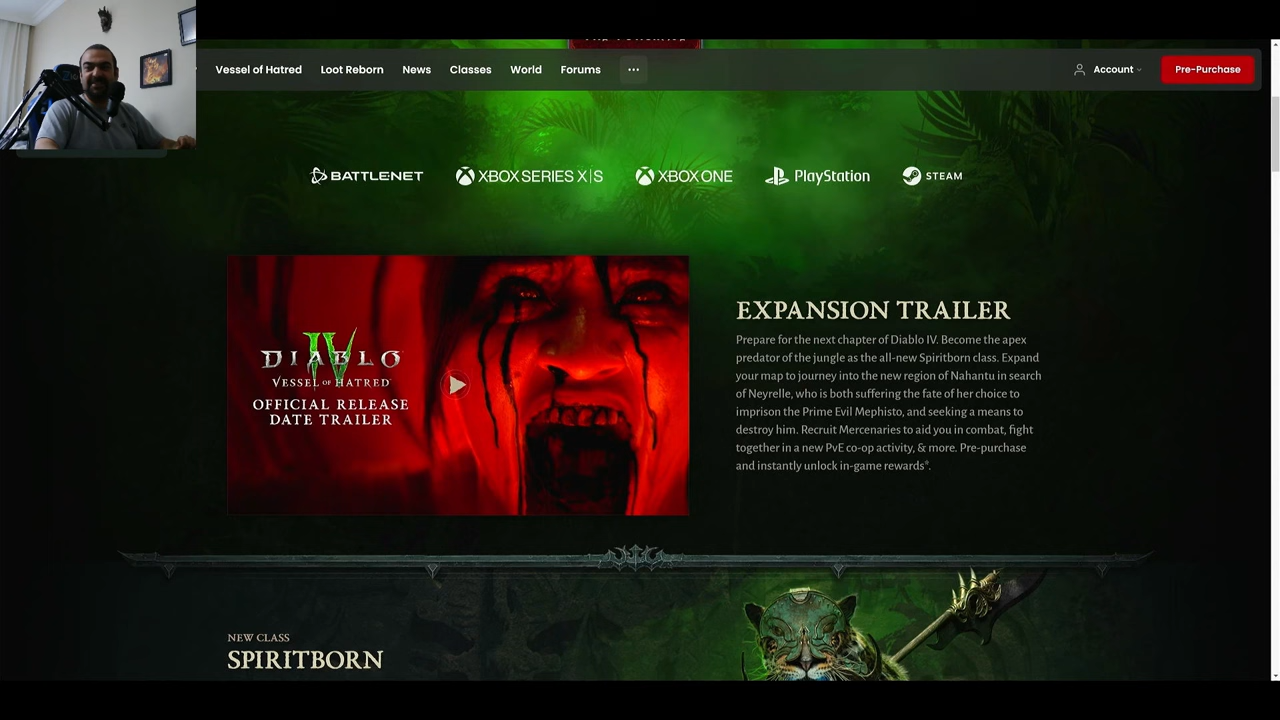 Vessel of Hatred Loot Reborn News Classes World Forums ... Account Pre-Purchase
BATTLENET XBOX SERIES X|S XBOX ONE PlayStation STEAM
IV
DIABLO
VESSEL OF HATRED
OFFICIAL RELEASE
DATE TRAILER
EXPANSION TRAILER
Prepare for the next chapter of Diablo IV. Become the apex
predator of the jungle as the all-new Spiritborn class. Expand
your map to journey into the new region of Nahantu in search
of Neyrelle, who is both suffering the fate of her choice to
imprison the Prime Evil Mephisto, and seeking a means to
destroy him. Recruit Mercenaries to aid you in combat, fight
together in a new PvE co-op activity, & more. Pre-purchase
and instantly unlock in-game rewards*.
NEW CLASS
SPIRITBORN